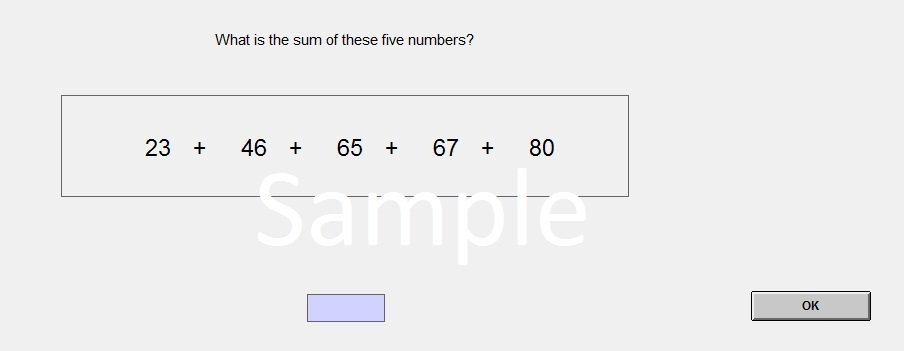 What is the sum of these five numbers?
23 + 46 + 65 + 67 + 80
Sample
OK